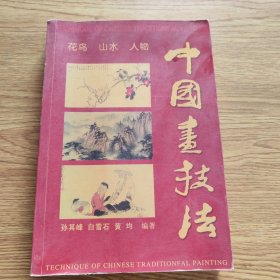 花鸟 山水 人物
中國畫技法
孙其峰 白雪石 黄均 编著
TECHNIQUE OF CHINESE TRADITIONFAL PAINTING